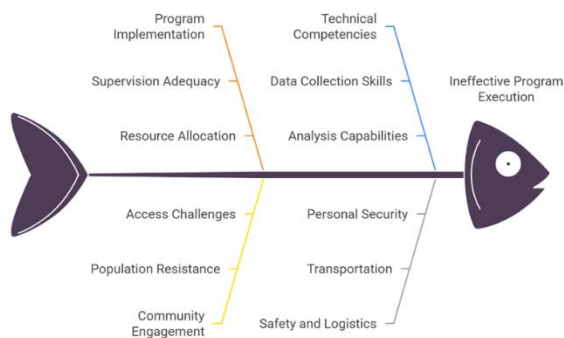 Program
Implementation
Supervision Adequacy
Resource Allocation
Technical
Competencies
Data Collection Skills
Analysis Capabilities
Ineffective Program
Execution
Access Challenges
Population Resistance
Community
Engagement
Personal Security
Transportation
Safety and Logistics